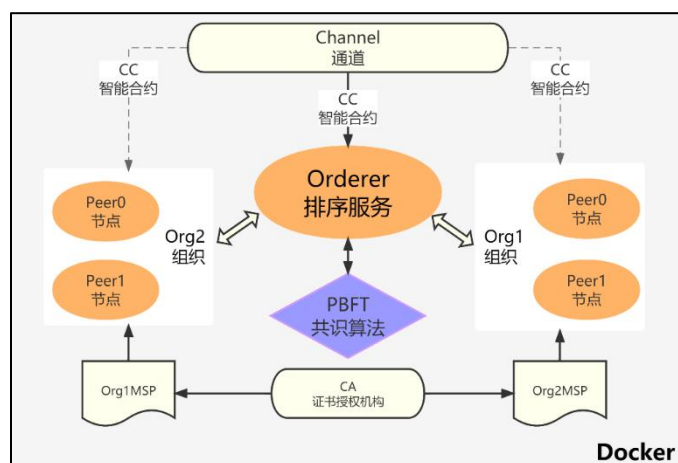 Channel
通道
CC
智能合约
CC
智能合约
CC
智能合约
Orderer
排序服务
Peer0
节点
Peer1
节点
Org2
组织
Org1
组织
Peer0
节点
Peer1
节点
PBFT
共识算法
Org1MSP
CA
证书授权机构
Org2MSP
Docker